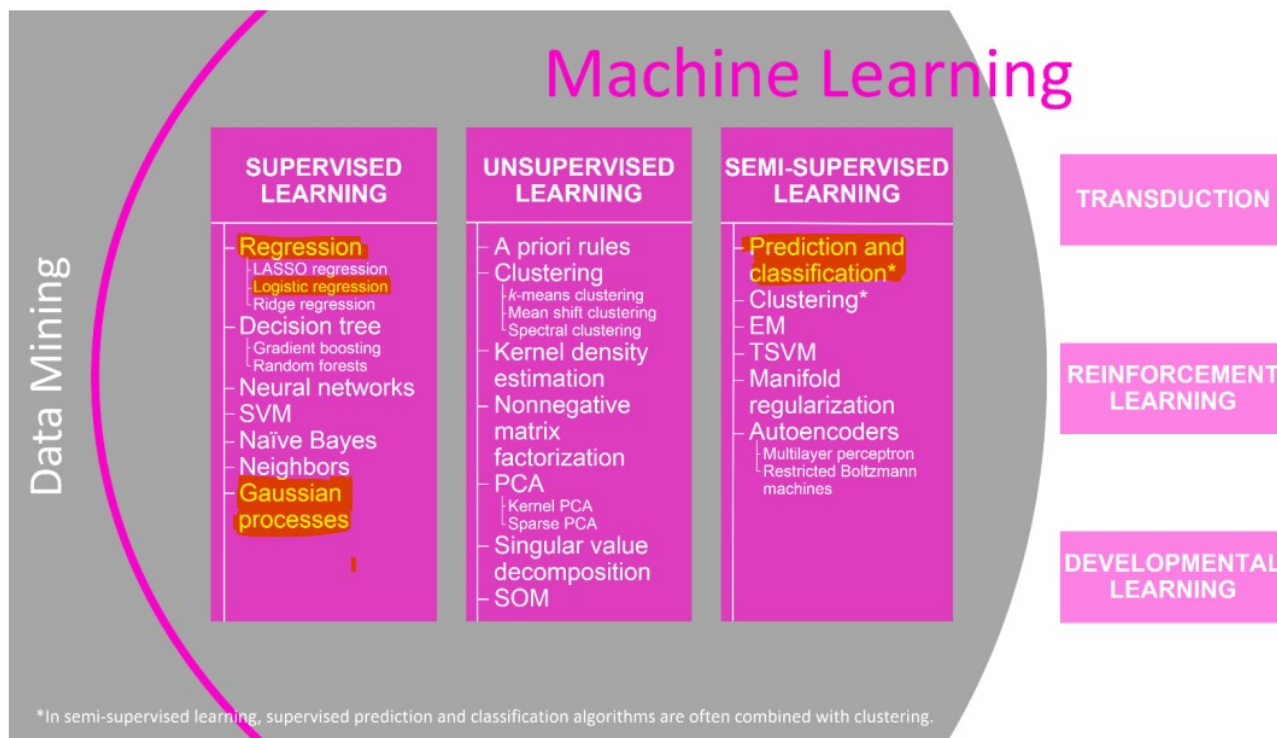 Machine Learning
Data Mining
SUPERVISED
LEARNING
Regression
LASSO regression
Logistic regression
Ridge regression
Decision tree
Gradient boosting
Random forests
Neural networks
SVM
Naïve Bayes
Neighbors
Gaussian
processes
UNSUPERVISED
LEARNING
A priori rules
Clustering
k-means clustering
Mean shift clustering
Spectral clustering
Kernel density
estimation
Nonnegative
matrix
factorization
PCA
Kernel PCA
Sparse PCA
Singular value
decomposition
SOM
SEMI-SUPERVISED
LEARNING
Prediction and
classification*
Clustering*
EM
TSVM
Manifold
regularization
Autoencoders
Multilayer perceptron
Restricted Boltzmann
machines
TRANSDUCTION
REINFORCEMENT
LEARNING
DEVELOPMENTAL
LEARNING
*In semi-supervised learning, supervised prediction and classification algorithms are often combined with clustering.